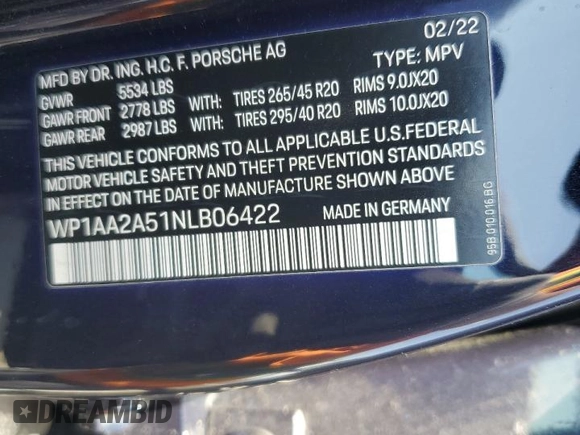 MFD BY DR. ING. H.C. F. PORSCHE AG 02/22
GVWR 5534 LBS TYPE: MPV
GAWR FRONT 2778 LBS WITH: TIRES 265/45 R20 RIMS 9.0JX20
GAWR REAR 2987 LBS WITH: TIRES 295/40 R20 RIMS 10.0JX20
THIS VEHICLE CONFORMS TO ALL APPLICABLE U.S.FEDERAL
MOTOR VEHICLE SAFETY AND THEFT PREVENTION STANDARDS
IN EFFECT ON THE DATE OF MANUFACTURE SHOWN ABOVE.
WP1AA2A51NLB06422 MADE IN GERMANY
95B.010.016.BG
DREAMBID